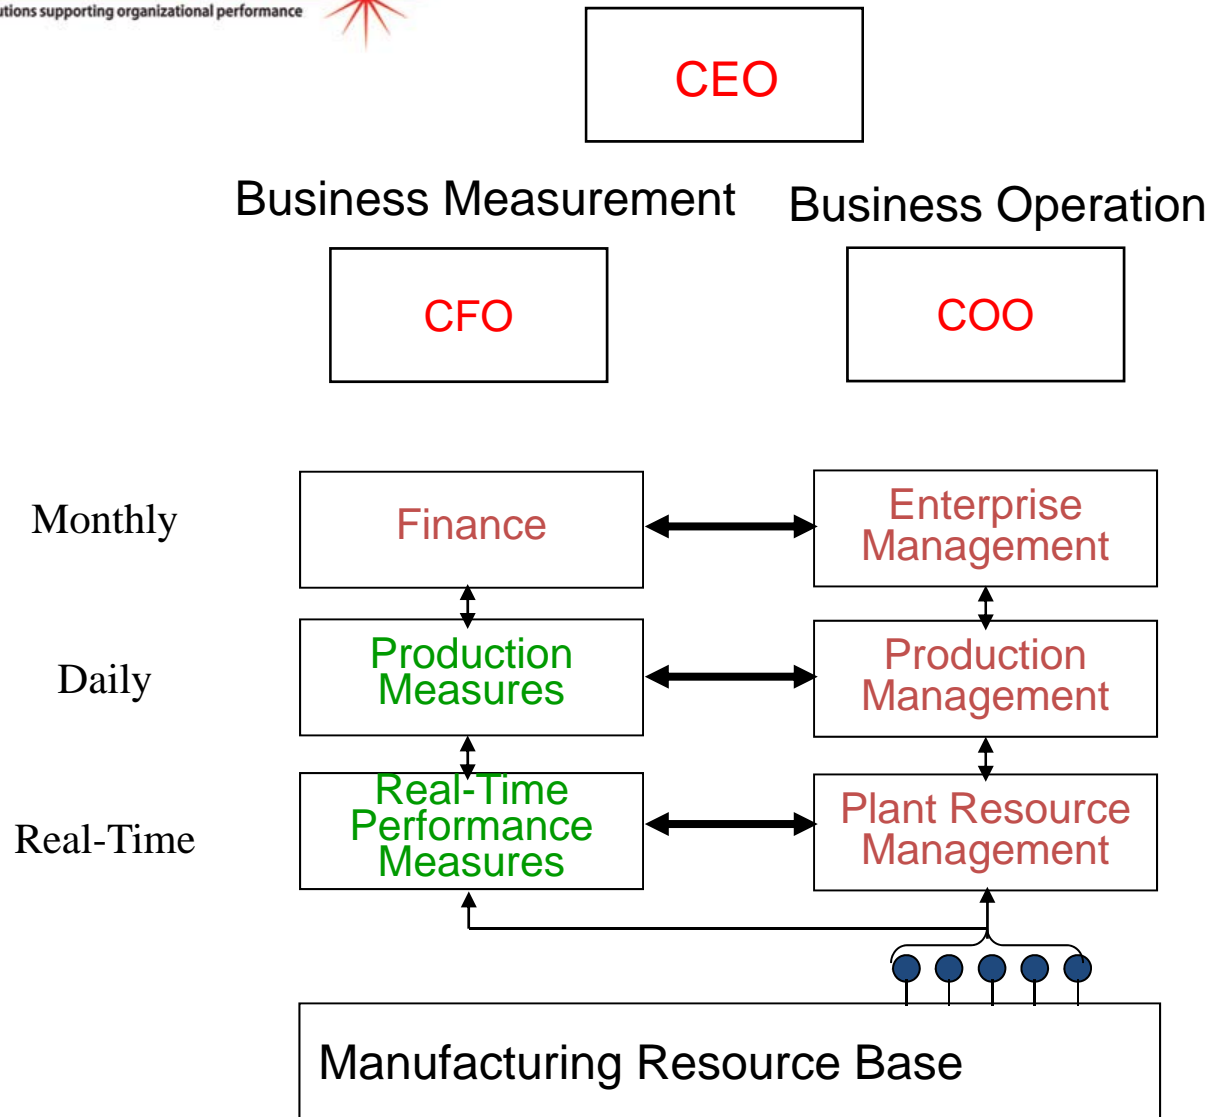 supporting organizational performance
CEO
Business Measurement
Business Operation
CFO
COO
Monthly
Finance
Enterprise
Management
Daily
Production
Measures
Production
Management
Real-Time
Real-Time
Performance
Measures
Plant Resource
Management
Manufacturing Resource Base